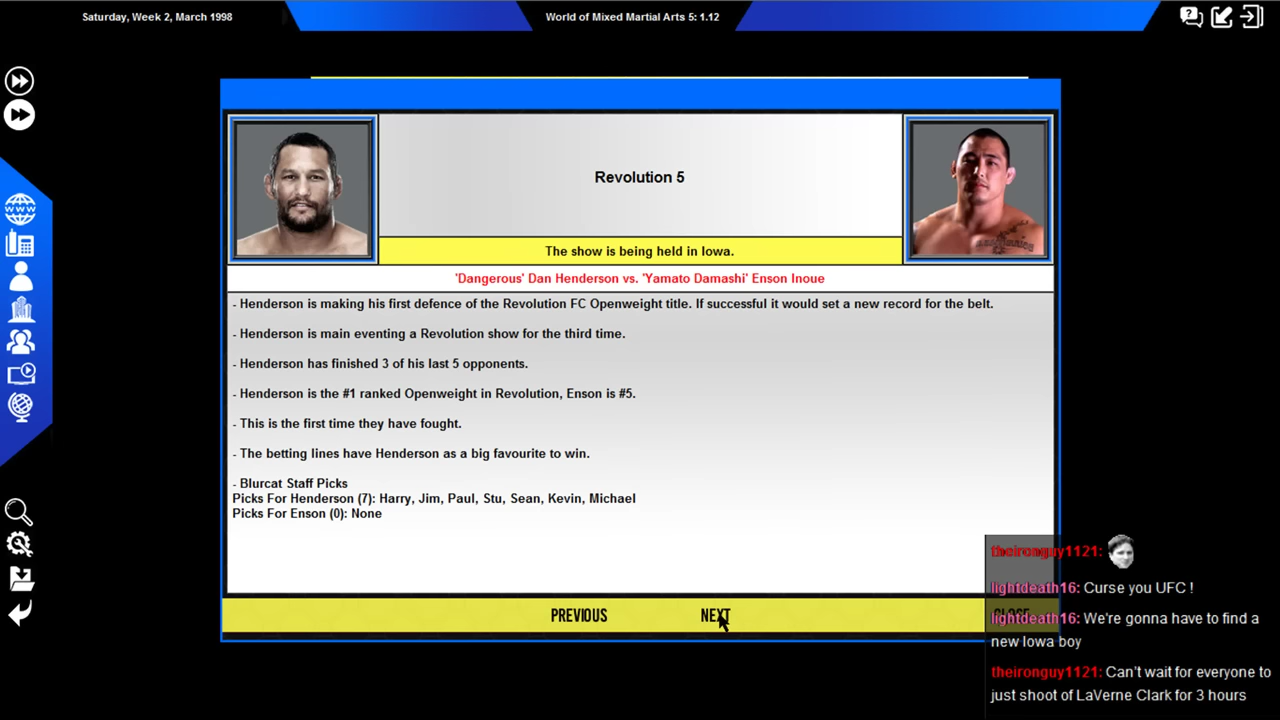 Saturday, Week 2, March 1998
World of Mixed Martial Arts 5: 1.12
WWW
Revolution 5
The show is being held in Iowa.
'Dangerous' Dan Henderson vs. 'Yamato Damashi' Enson Inoue
- Henderson is making his first defence of the Revolution FC Openweight title. If successful it would set a new record for the belt.
- Henderson is main eventing a Revolution show for the third time.
- Henderson has finished 3 of his last 5 opponents.
- Henderson is the #1 ranked Openweight in Revolution, Enson is #5.
- This is the first time they have fought.
- The betting lines have Henderson as a big favourite to win.
- Blurcat Staff Picks
Picks For Henderson (7): Harry, Jim, Paul, Stu, Sean, Kevin, Michael
Picks For Enson (0): None
PREVIOUS
NEXT
CLOSE
theironguy1121:
lightdeath16: Curse you UFC !
lightdeath16: We're gonna have to find a
new Iowa boy
theironguy1121: Can't wait for everyone to
just shoot of LaVerne Clark for 3 hours